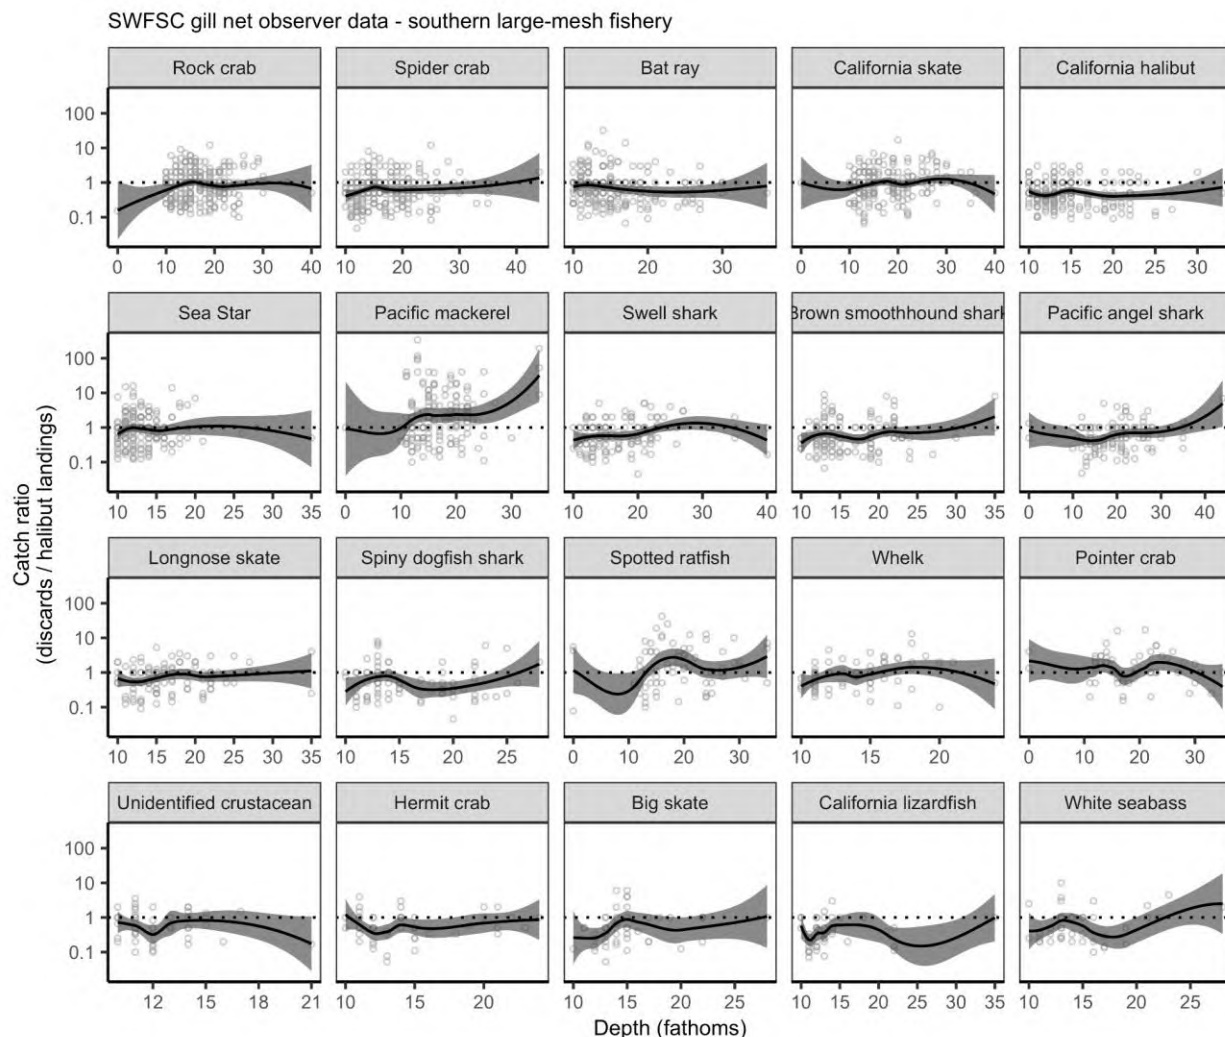 SWFSC gill net observer data - southern large-mesh fishery
Rock crab Spider crab Bat ray California skate California halibut
100
10
1
0.1
0 10 20 30 40 10 20 30 40 10 20 30 0 10 20 30 40 10 15 20 25 30
Sea Star Pacific mackerel Swell shark Brown smoothhound shark Pacific angel shark
100
10
1
0.1
10 15 20 25 30 35 0 10 20 30 10 20 30 40 10 15 20 25 30 35 0 10 20 30 40
Catch ratio
(discards / halibut landings)
Longnose skate Spiny dogfish shark Spotted ratfish Whelk Pointer crab
100
10
1
0.1
10 15 20 25 30 35 10 15 20 25 0 10 20 30 10 15 20 0 10 20 30
Unidentified crustacean Hermit crab Big skate California lizardfish White seabass
100
10
1
0.1
12 15 18 21 10 15 20 10 15 20 25 10 15 20 25 30 35 10 15 20 25
Depth (fathoms)